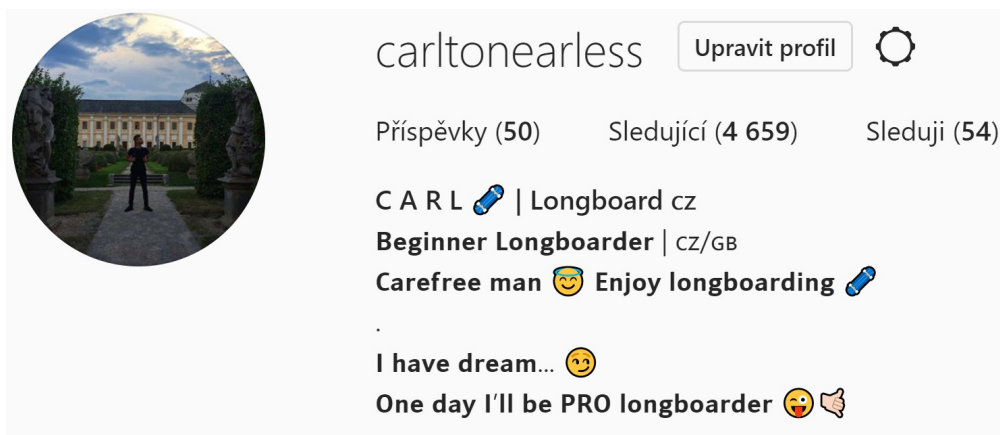 carltonearless Upravit profil
Příspěvky (50) Sledující (4 659) Sleduji (54)
C A R L 🛹 | Longboard cz
Beginner Longboarder | cz/GB
Carefree man 😇 Enjoy longboarding 🛹
.
I have dream... 😏
One day I'll be PRO longboarder 😜🤙🏻